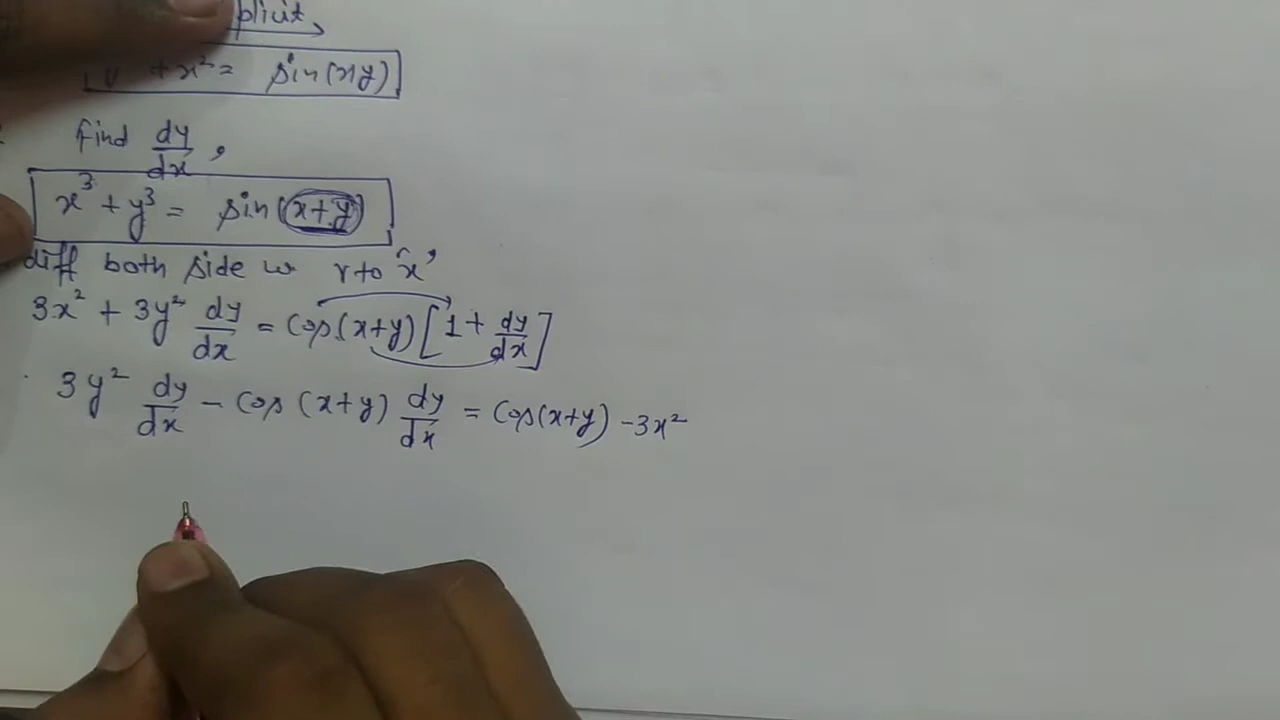 plicit
+ x² = sin(xy)
Find dy/dx,
x³ + y³ = sin(x+y)
diff both side w r to 'x'
3x² + 3y² dy/dx = Cos(x+y) [1 + dy/dx]
3y² dy/dx - Cos (x+y) dy/dx = Cos(x+y) - 3x²